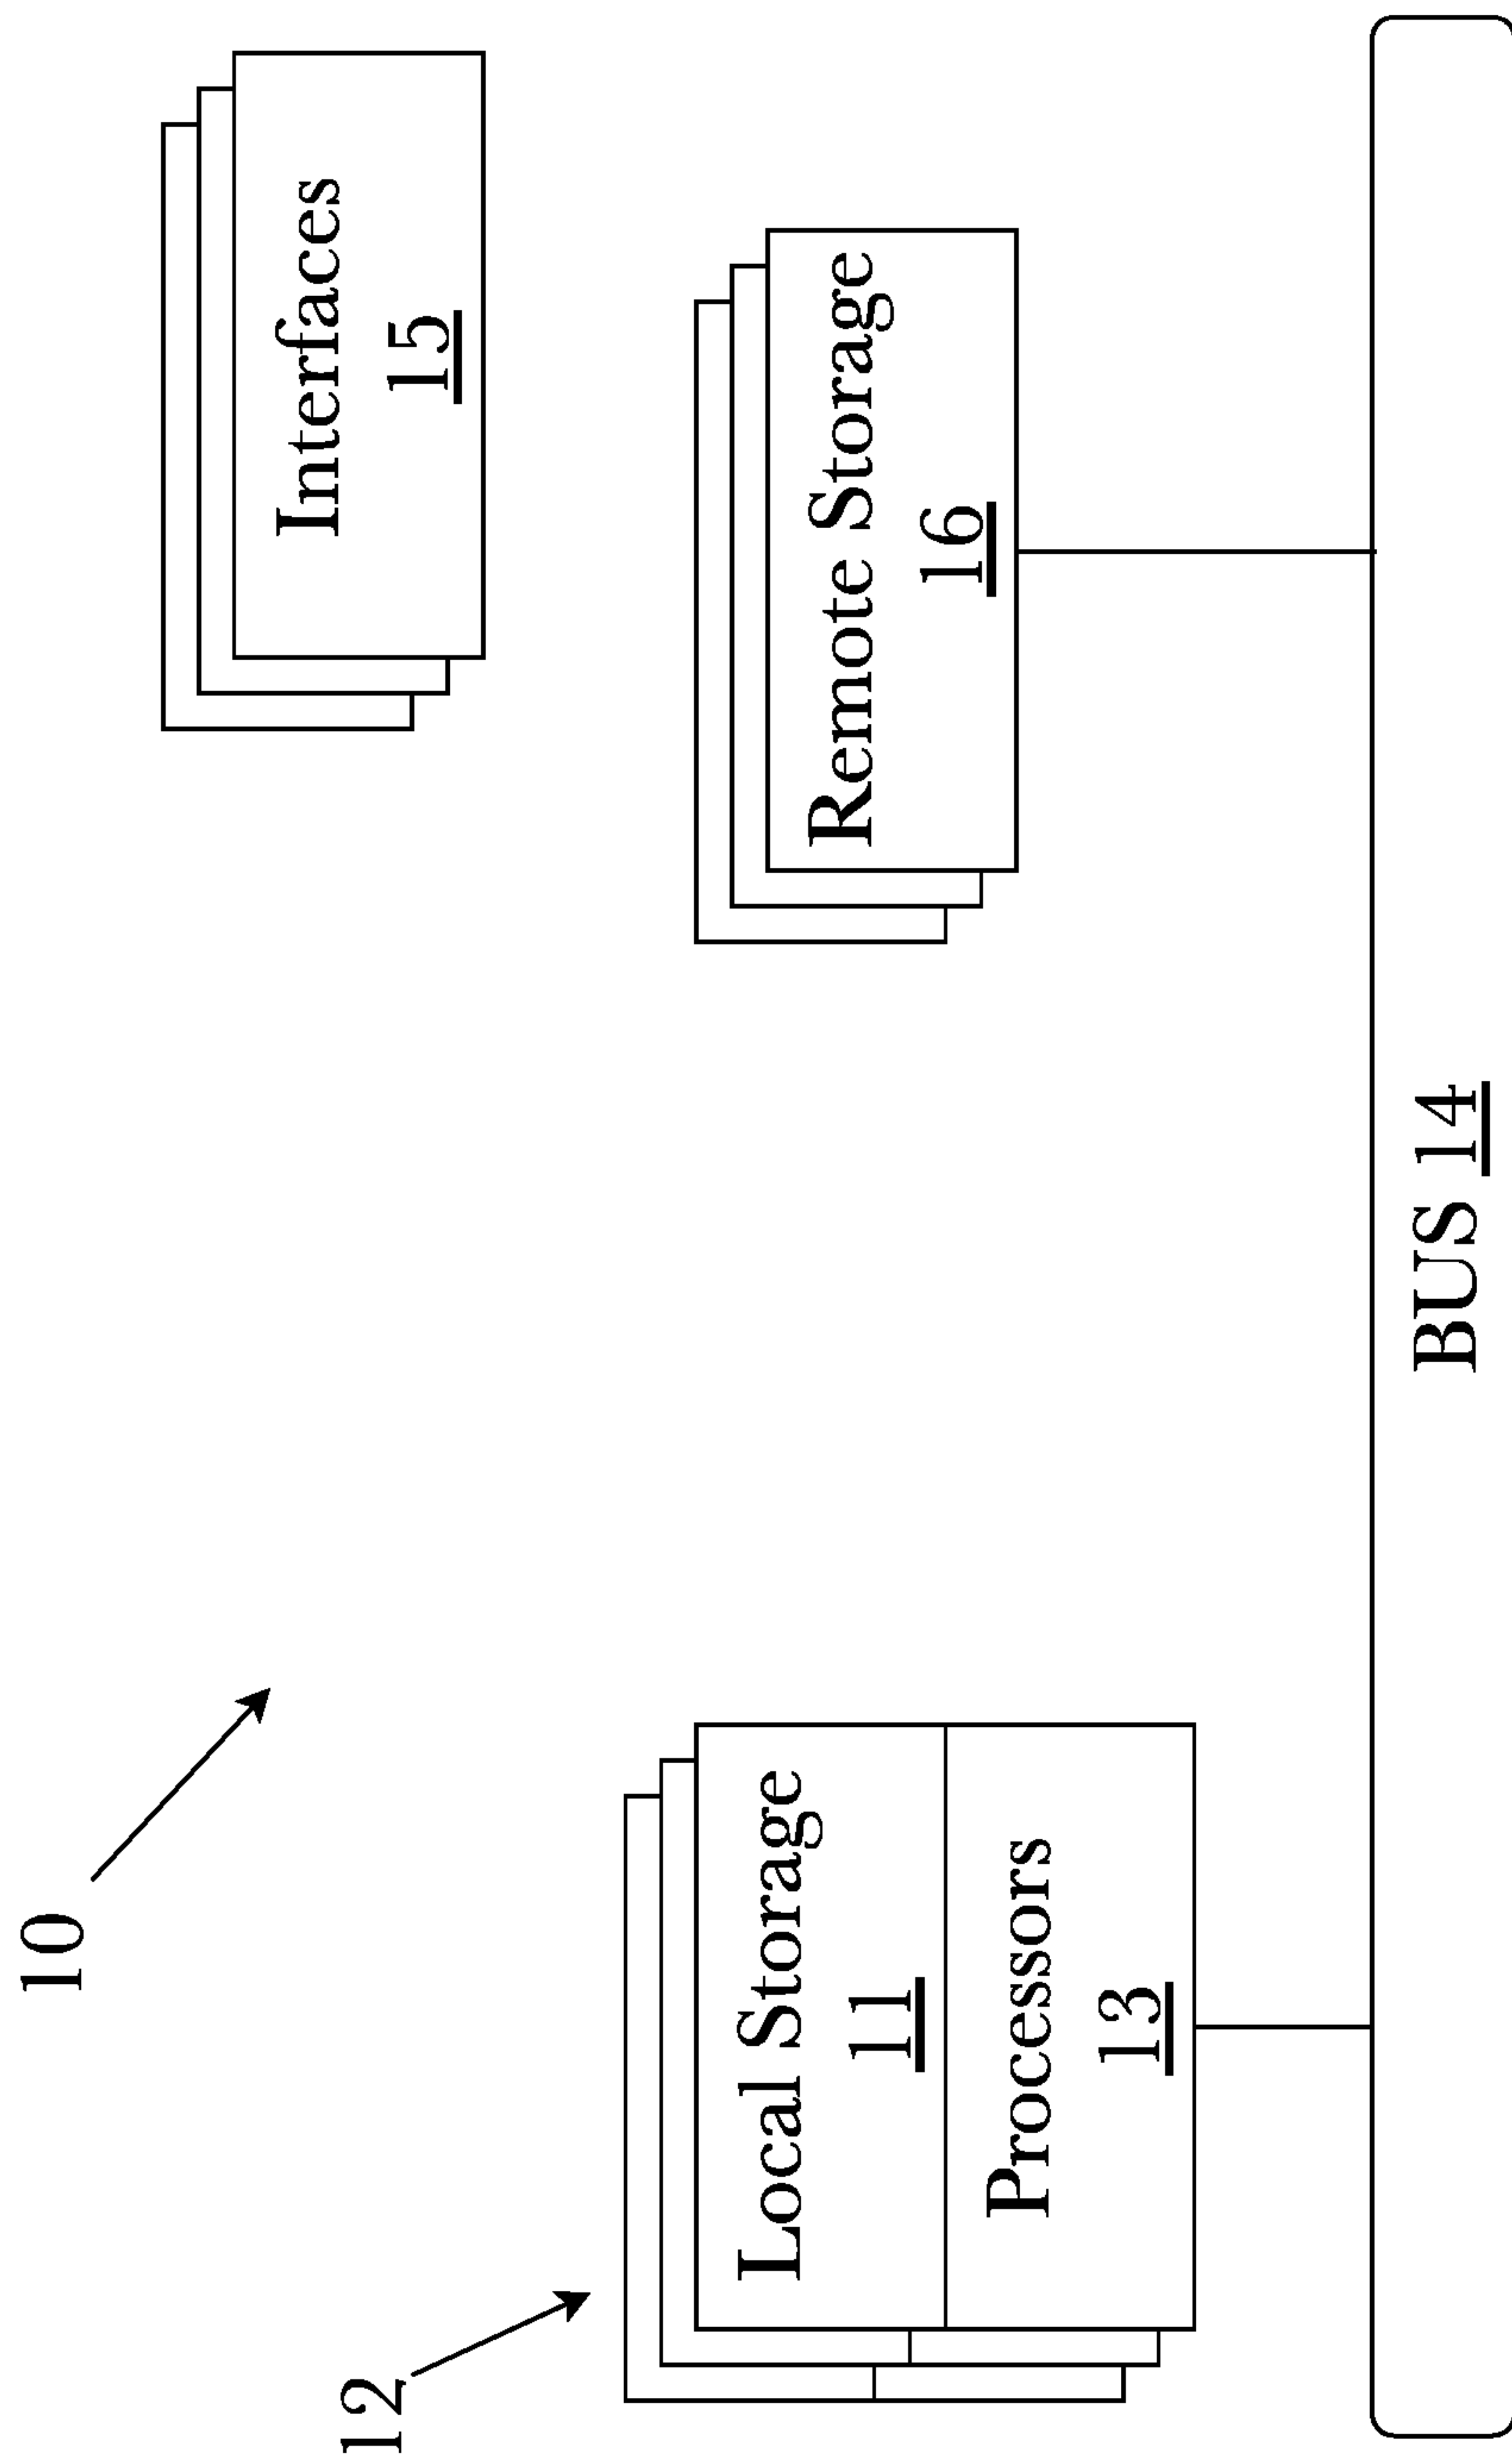 10
Interfaces
15
12
Local Storage
11
Remote Storage
16
Processors
13
BUS 14